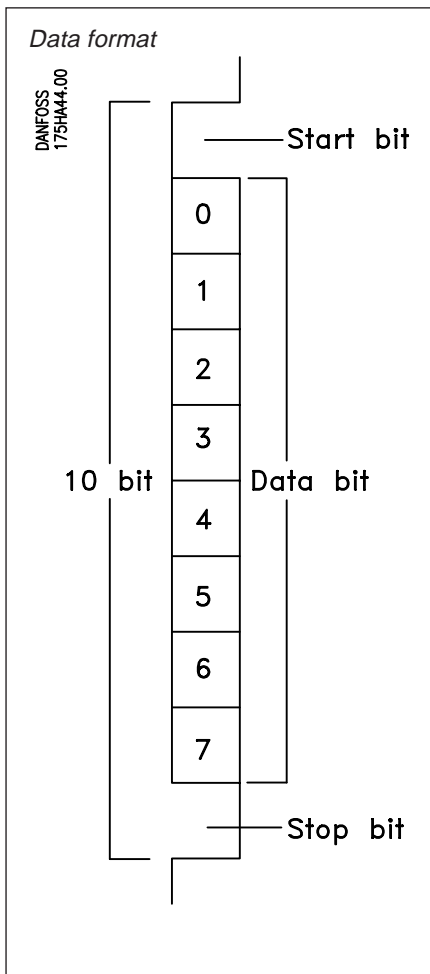 Data format
DANFOSS
175HA44.00
Start bit
0
1
2
3
10 bit
Data bit
4
5
6
7
Stop bit